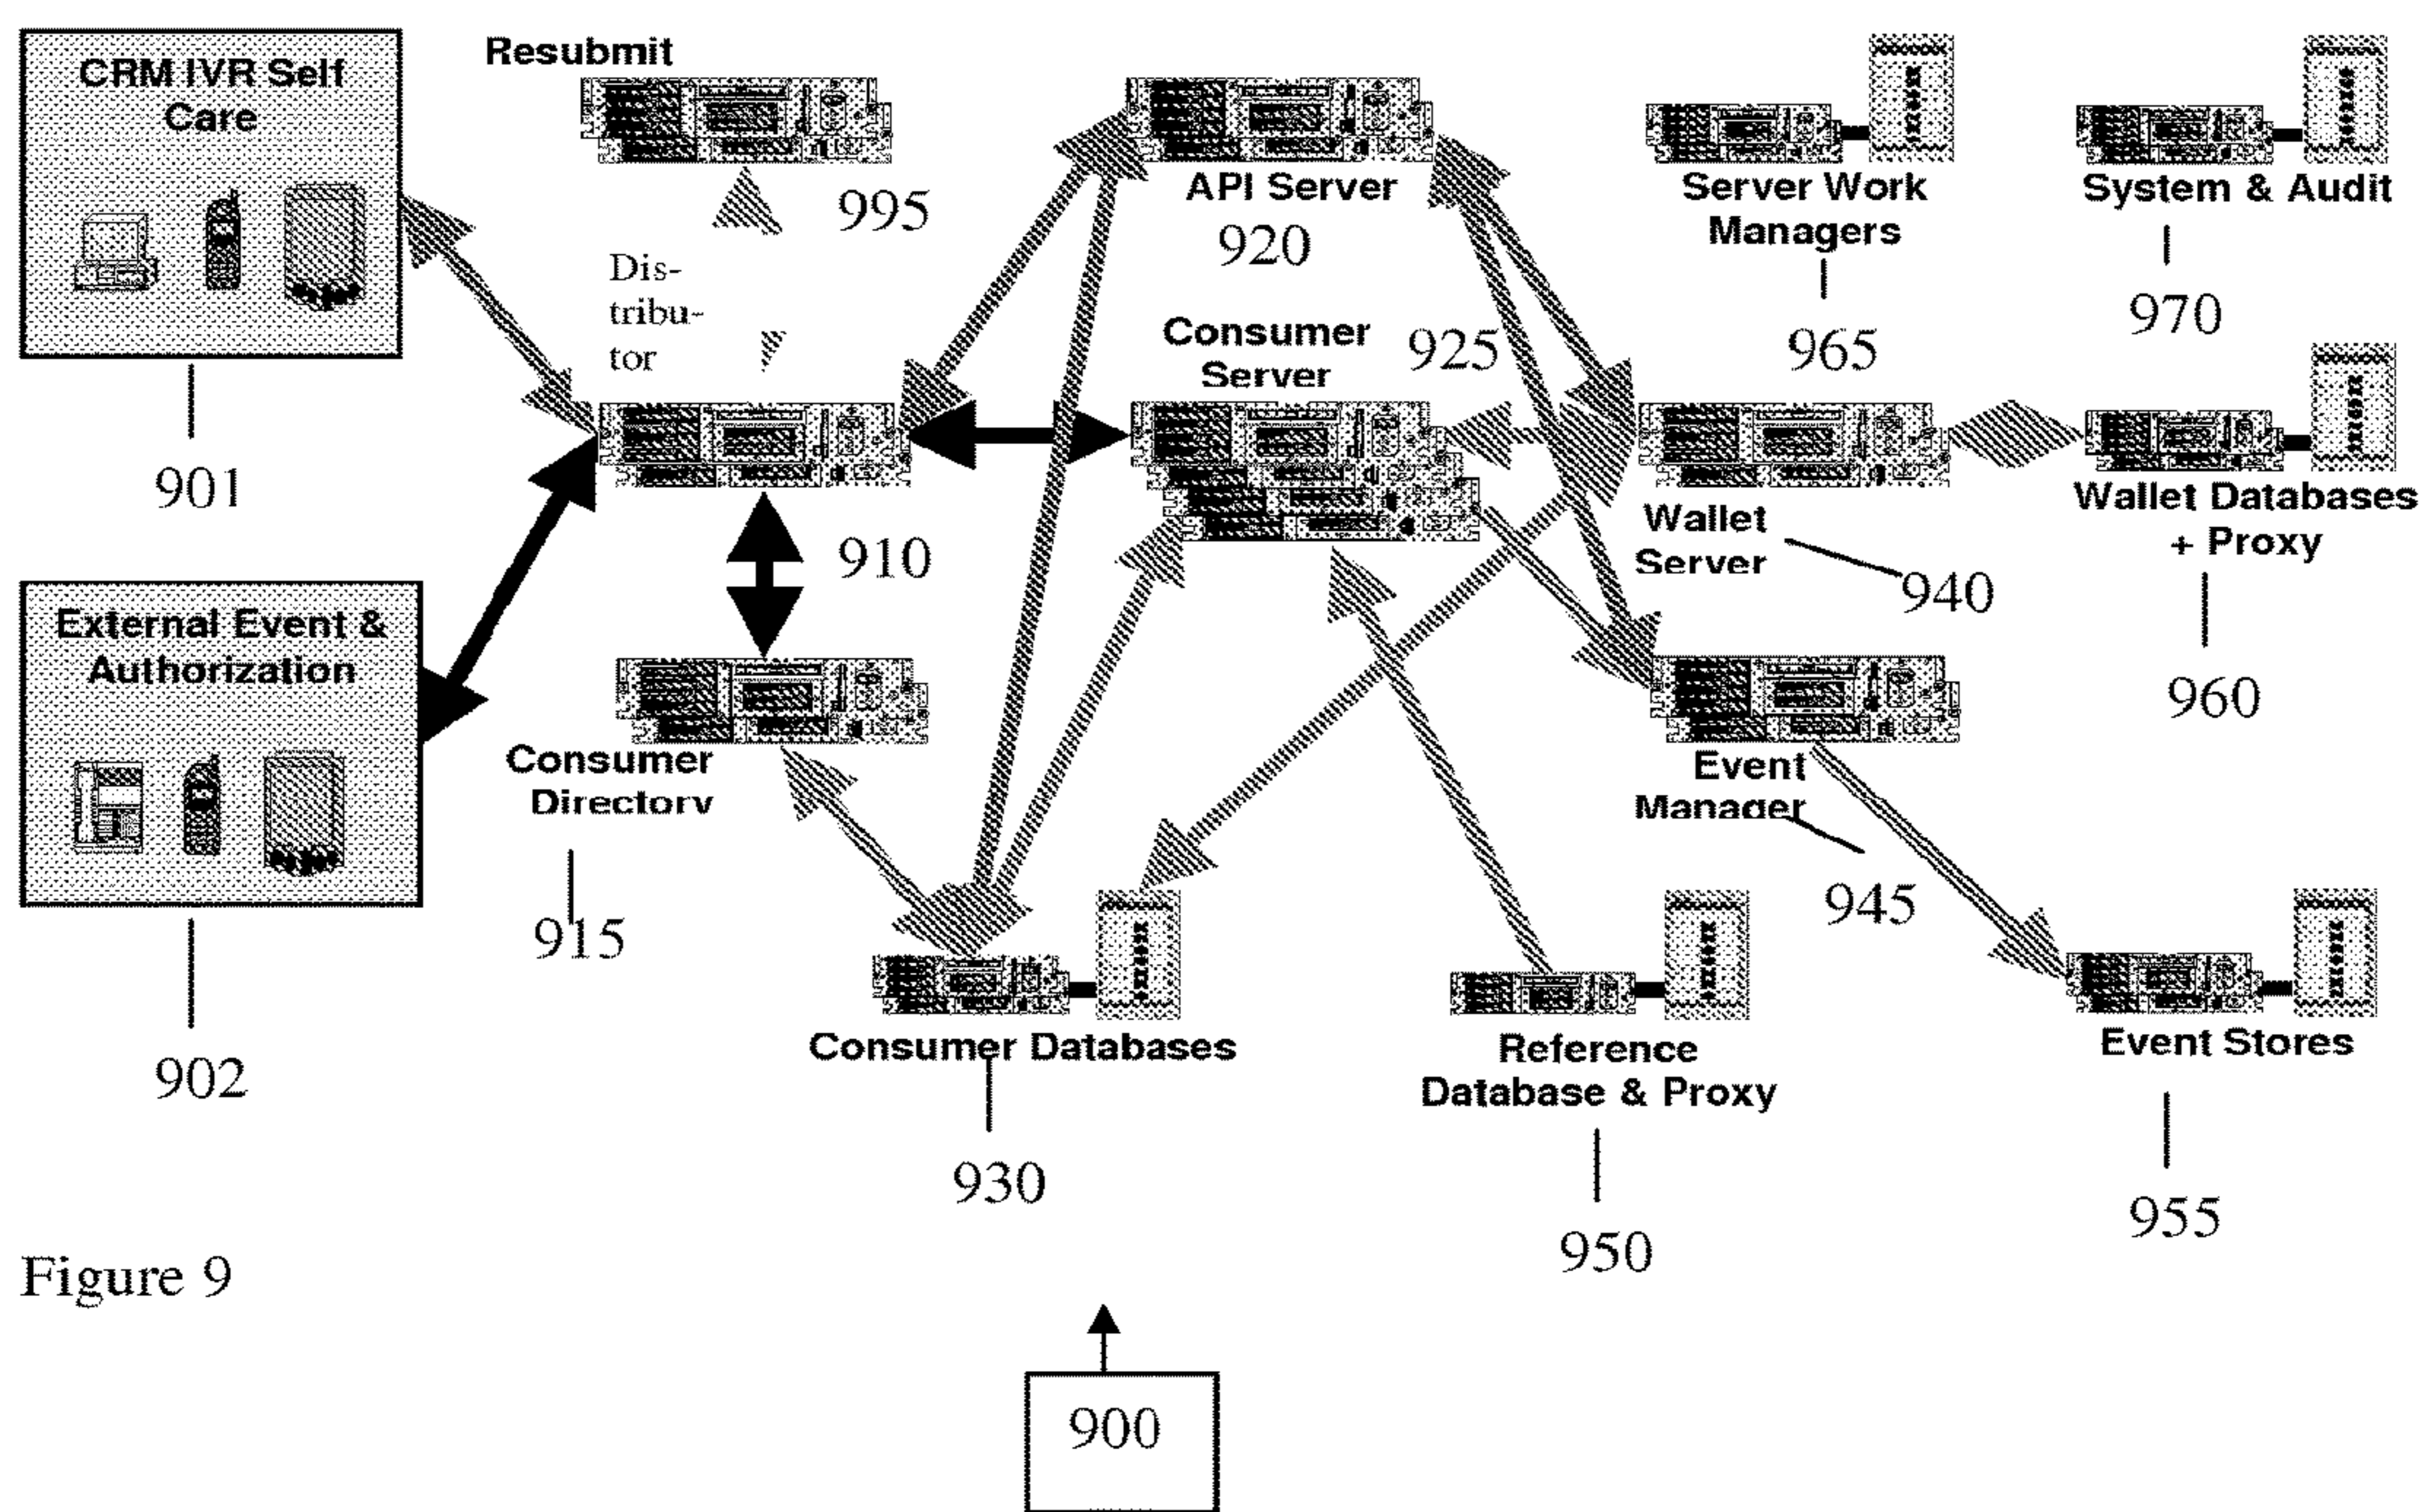 CRM IVR Self
Care
901
External Event &
Authorization
902
Resubmit
995
Dis-
tribu-
tor
910
Consumer
Directory
915
API Server
920
Consumer
Server
925
Consumer Databases
930
Server Work
Managers
965
System & Audit
970
Wallet
Server
940
Wallet Databases
+ Proxy
960
Event
Manager
945
Reference
Database & Proxy
950
Event Stores
955
Figure 9
900